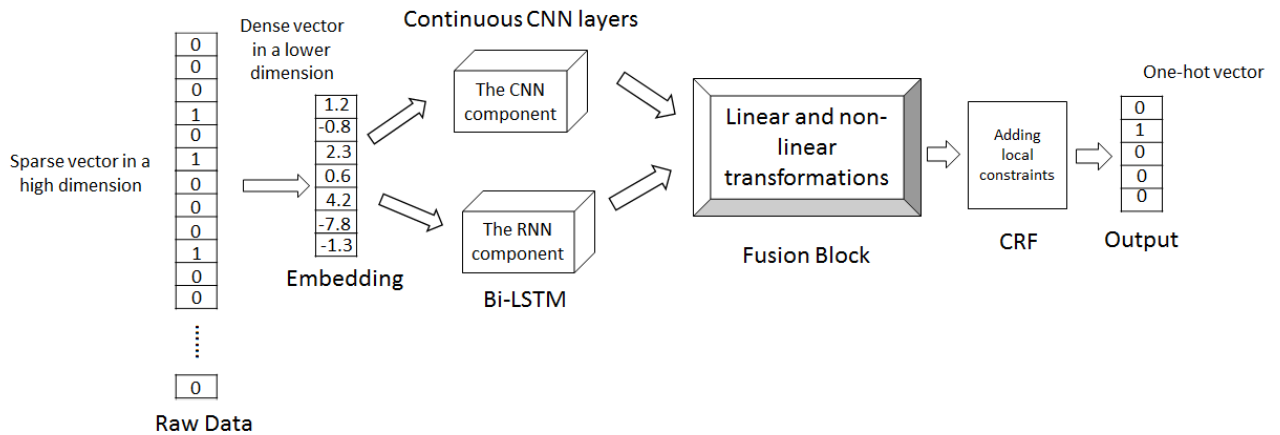 Sparse vector in a
high dimension
0
0
0
1
0
1
0
0
0
1
0
0
0
Raw Data
Dense vector
in a lower
dimension
1.2
-0.8
2.3
0.6
4.2
-7.8
-1.3
Embedding
Continuous CNN layers
The CNN
component
The RNN
component
Bi-LSTM
Linear and non-
linear
transformations
Fusion Block
Adding
local
constraints
CRF
One-hot vector
0
1
0
0
0
Output